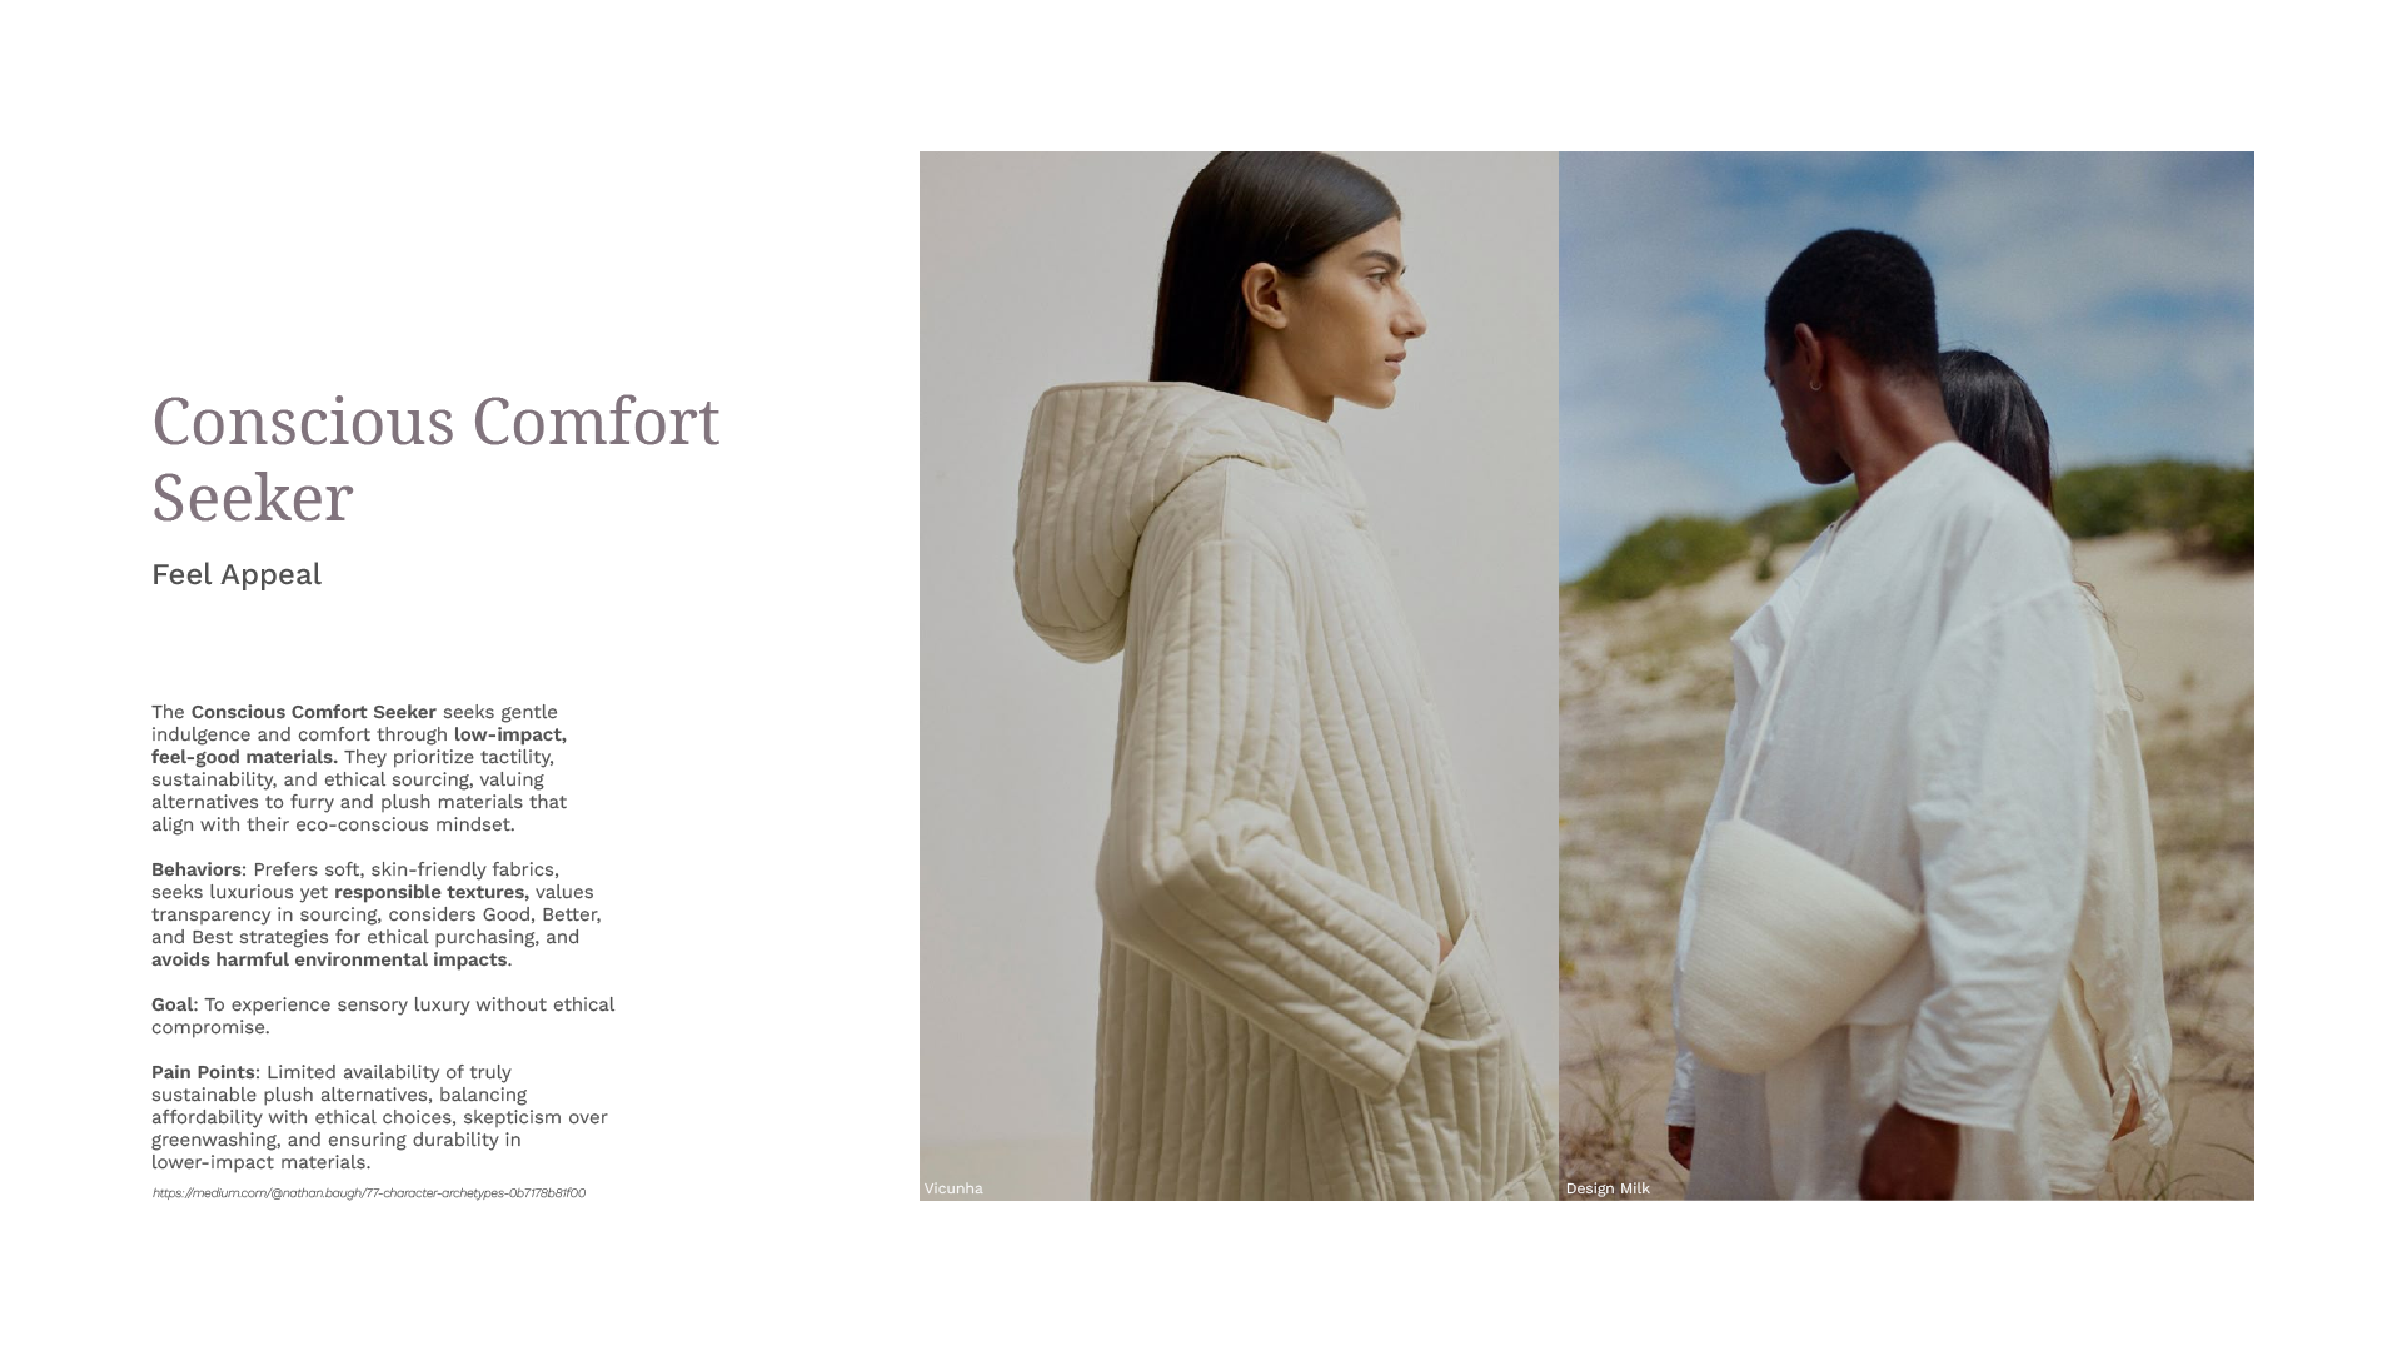 Conscious Comfort
Seeker
Feel Appeal
The Conscious Comfort Seeker seeks gentle
indulgence and comfort through low-impact,
feel-good materials. They prioritize tactility,
sustainability, and ethical sourcing, valuing
alternatives to furry and plush materials that
align with their eco-conscious mindset.
Behaviors: Prefers soft, skin-friendly fabrics,
seeks luxurious yet responsible textures, values
transparency in sourcing, considers Good, Better,
and Best strategies for ethical purchasing, and
avoids harmful environmental impacts.
Goal: To experience sensory luxury without ethical
compromise.
Pain Points: Limited availability of truly
sustainable plush alternatives, balancing
affordability with ethical choices, skepticism over
greenwashing, and ensuring durability in
lower-impact materials.
https://medium.com/@nathan.baugh/77-character-archetypes-0b7178b81f00
Vicunha
Design Milk